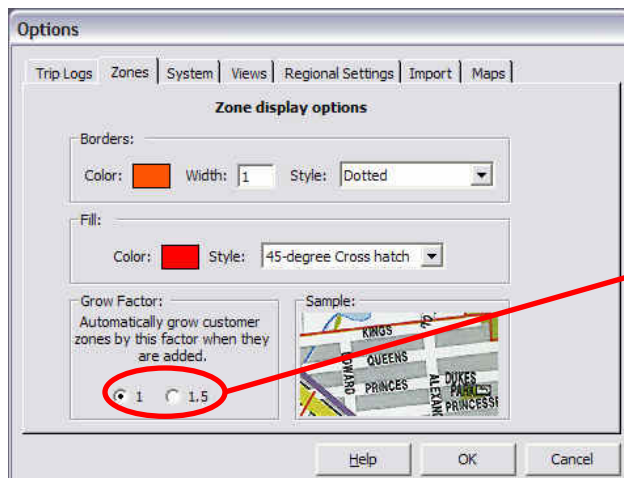 Options
Trip Logs Zones System Views Regional Settings Import Maps
Zone display options
Borders:
Color: Width: 1 Style: Dotted
Fill:
Color: Style: 45-degree Cross hatch
Grow Factor:
Automatically grow customer
zones by this factor when they
are added.
1 1.5
Sample:
KINGS
EDWARD
QUEENS
PRINCES
DUKES
PRINCESS
Help OK Cancel